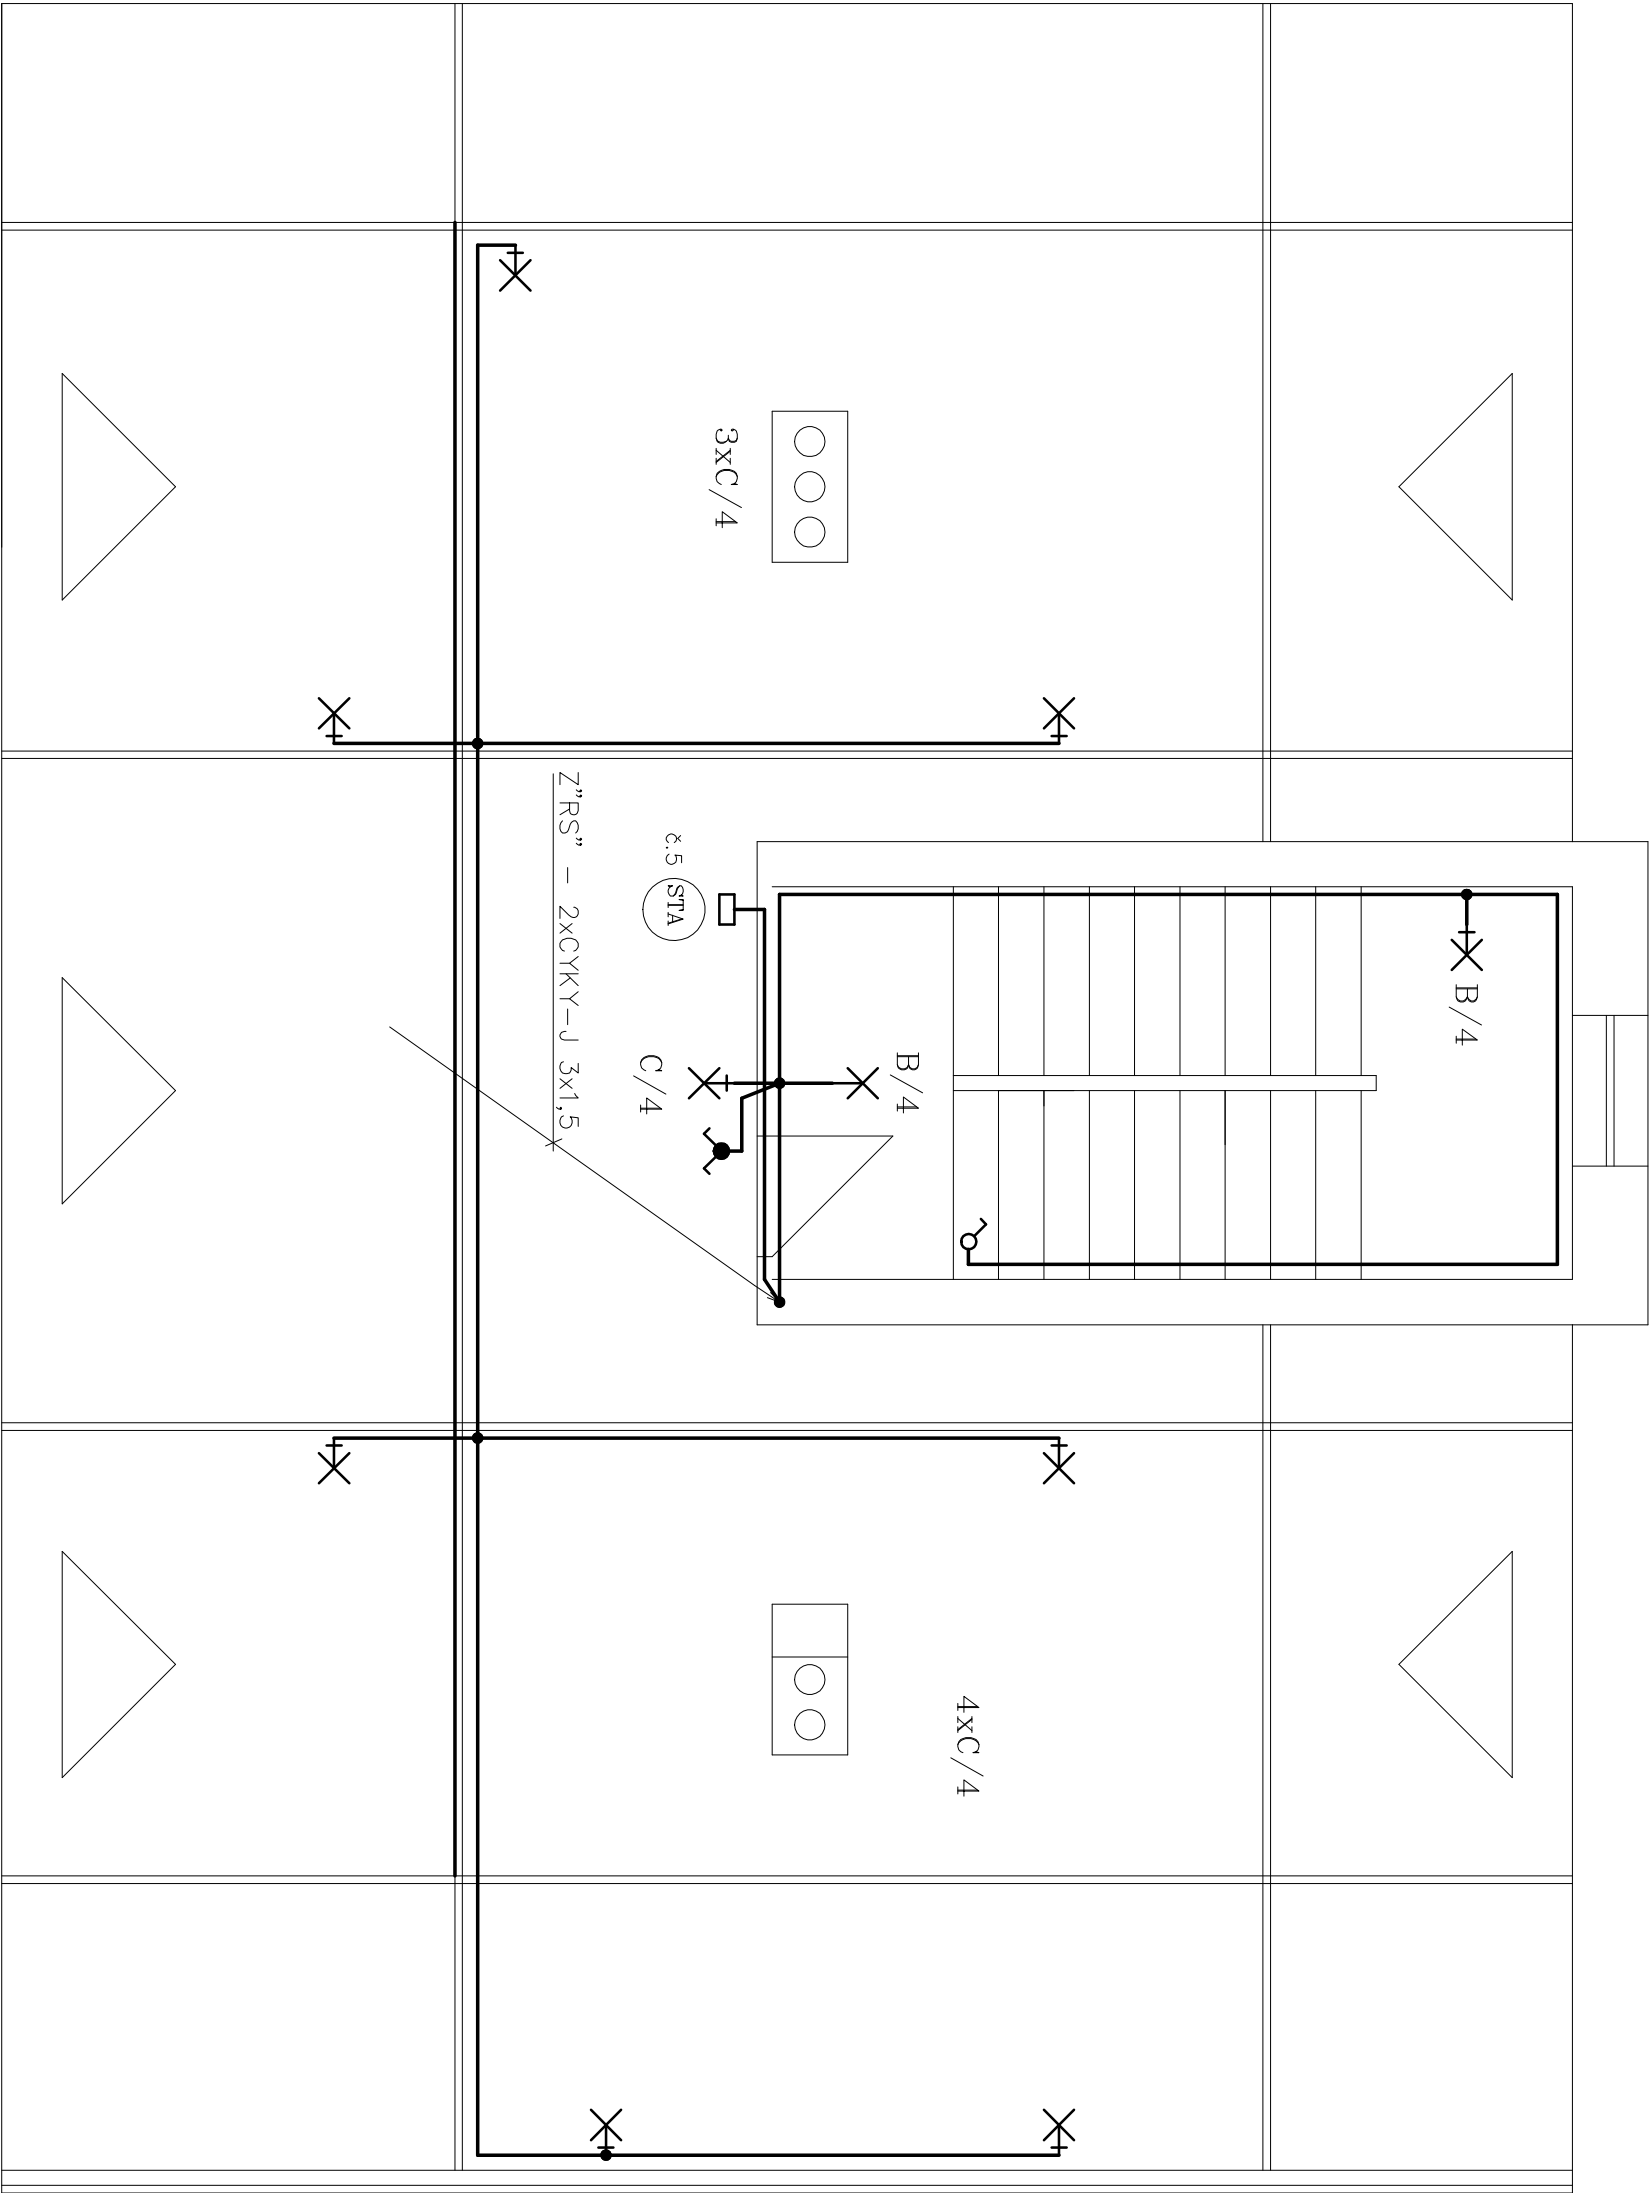 B/4
3xC/4
č.5
STA
Z"RS" - 2xCYKY-J 3x1,5
B/4
C/4
4xC/4